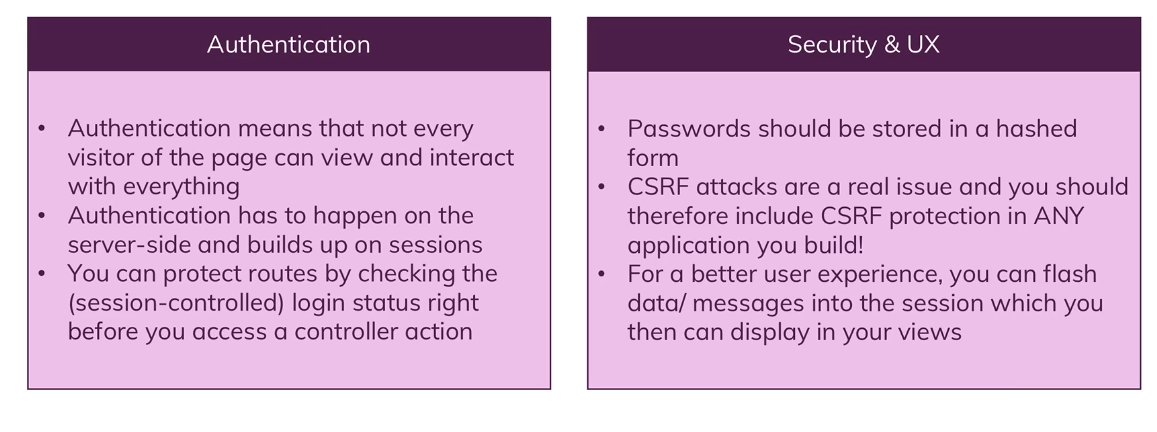 Authentication
• Authentication means that not every
visitor of the page can view and interact
with everything
• Authentication has to happen on the
server-side and builds up on sessions
• You can protect routes by checking the
(session-controlled) login status right
before you access a controller action
Security & UX
• Passwords should be stored in a hashed
form
• CSRF attacks are a real issue and you should
therefore include CSRF protection in ANY
application you build!
• For a better user experience, you can flash
data/ messages into the session which you
then can display in your views